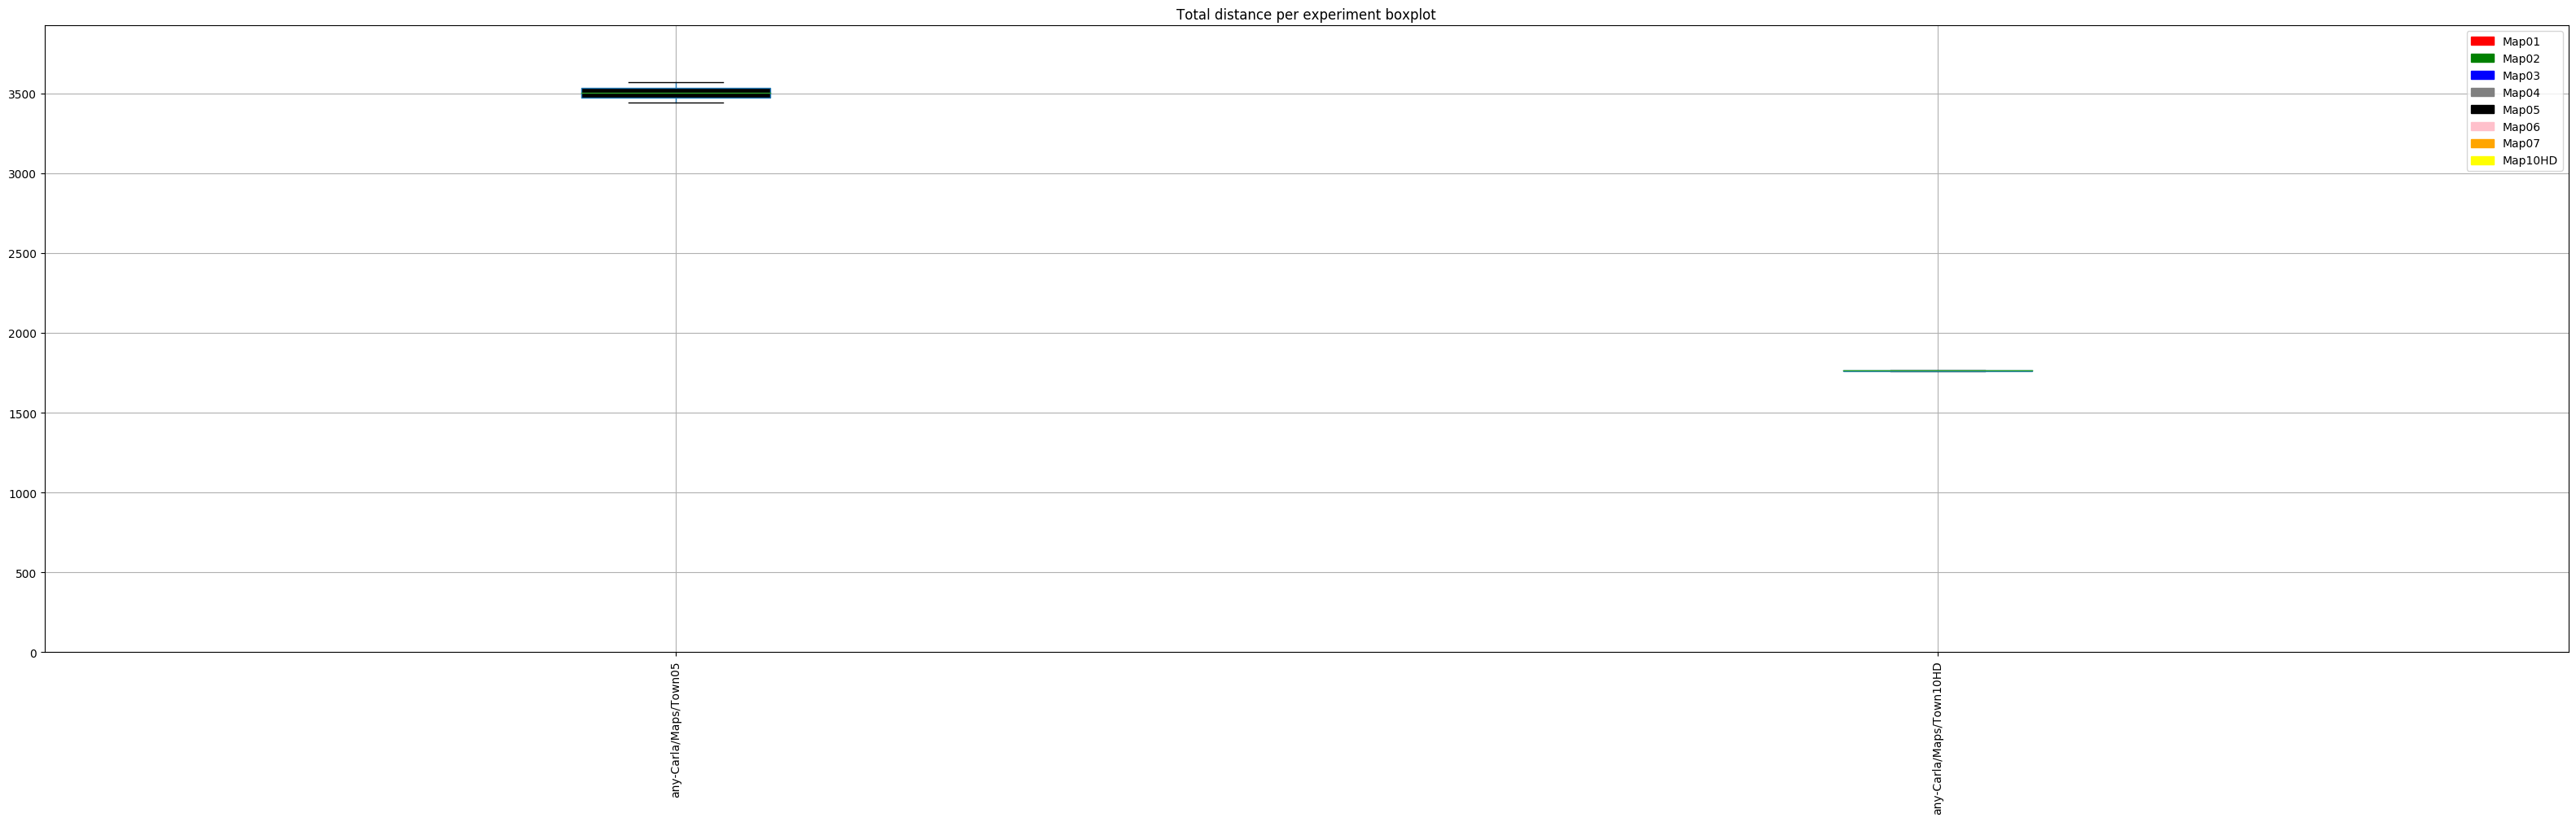 Total distance per experiment boxplot
3500
3000
2500
2000
1500
1000
500
0
Map01
Map02
Map03
Map04
Map05
Map06
Map07
Map10HD
any-Carla/Maps/Town05
any-Carla/Maps/Town10HD